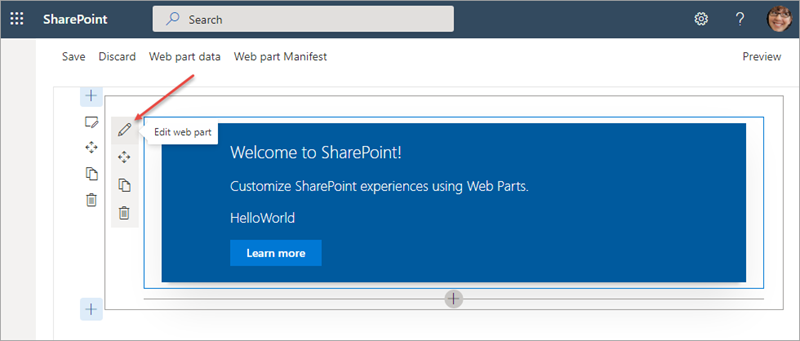 SharePoint Search ?
Save Discard Web part data Web part Manifest Preview
Edit web part
Welcome to SharePoint!
Customize SharePoint experiences using Web Parts.
HelloWorld
Learn more